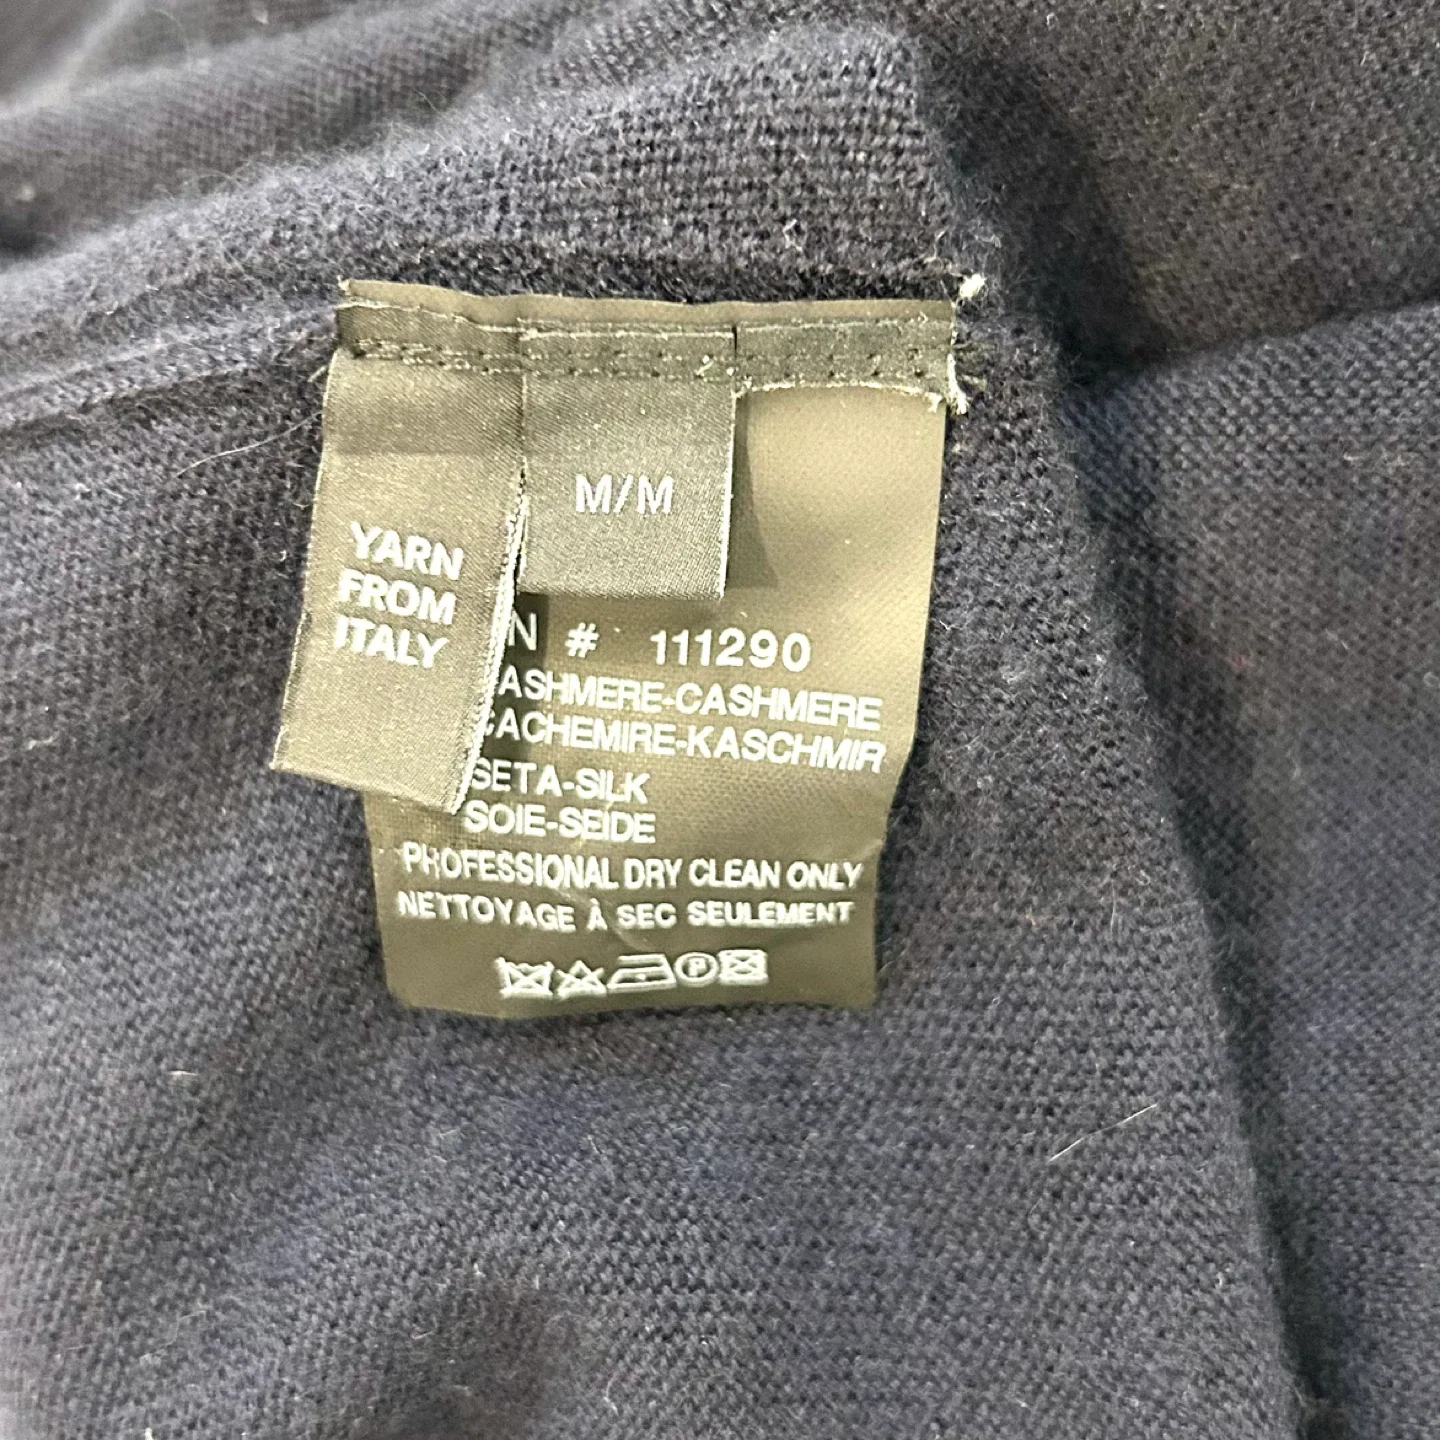 YARN
FROM
ITALY
M/M
N # 111290
ASHMERE-CASHMERE
CACHEMIRE-KASCHMIR
SETA-SILK
SOIE-SEIDE
PROFESSIONAL DRY CLEAN ONLY
NETTOYAGE À SEC SEULEMENT
P